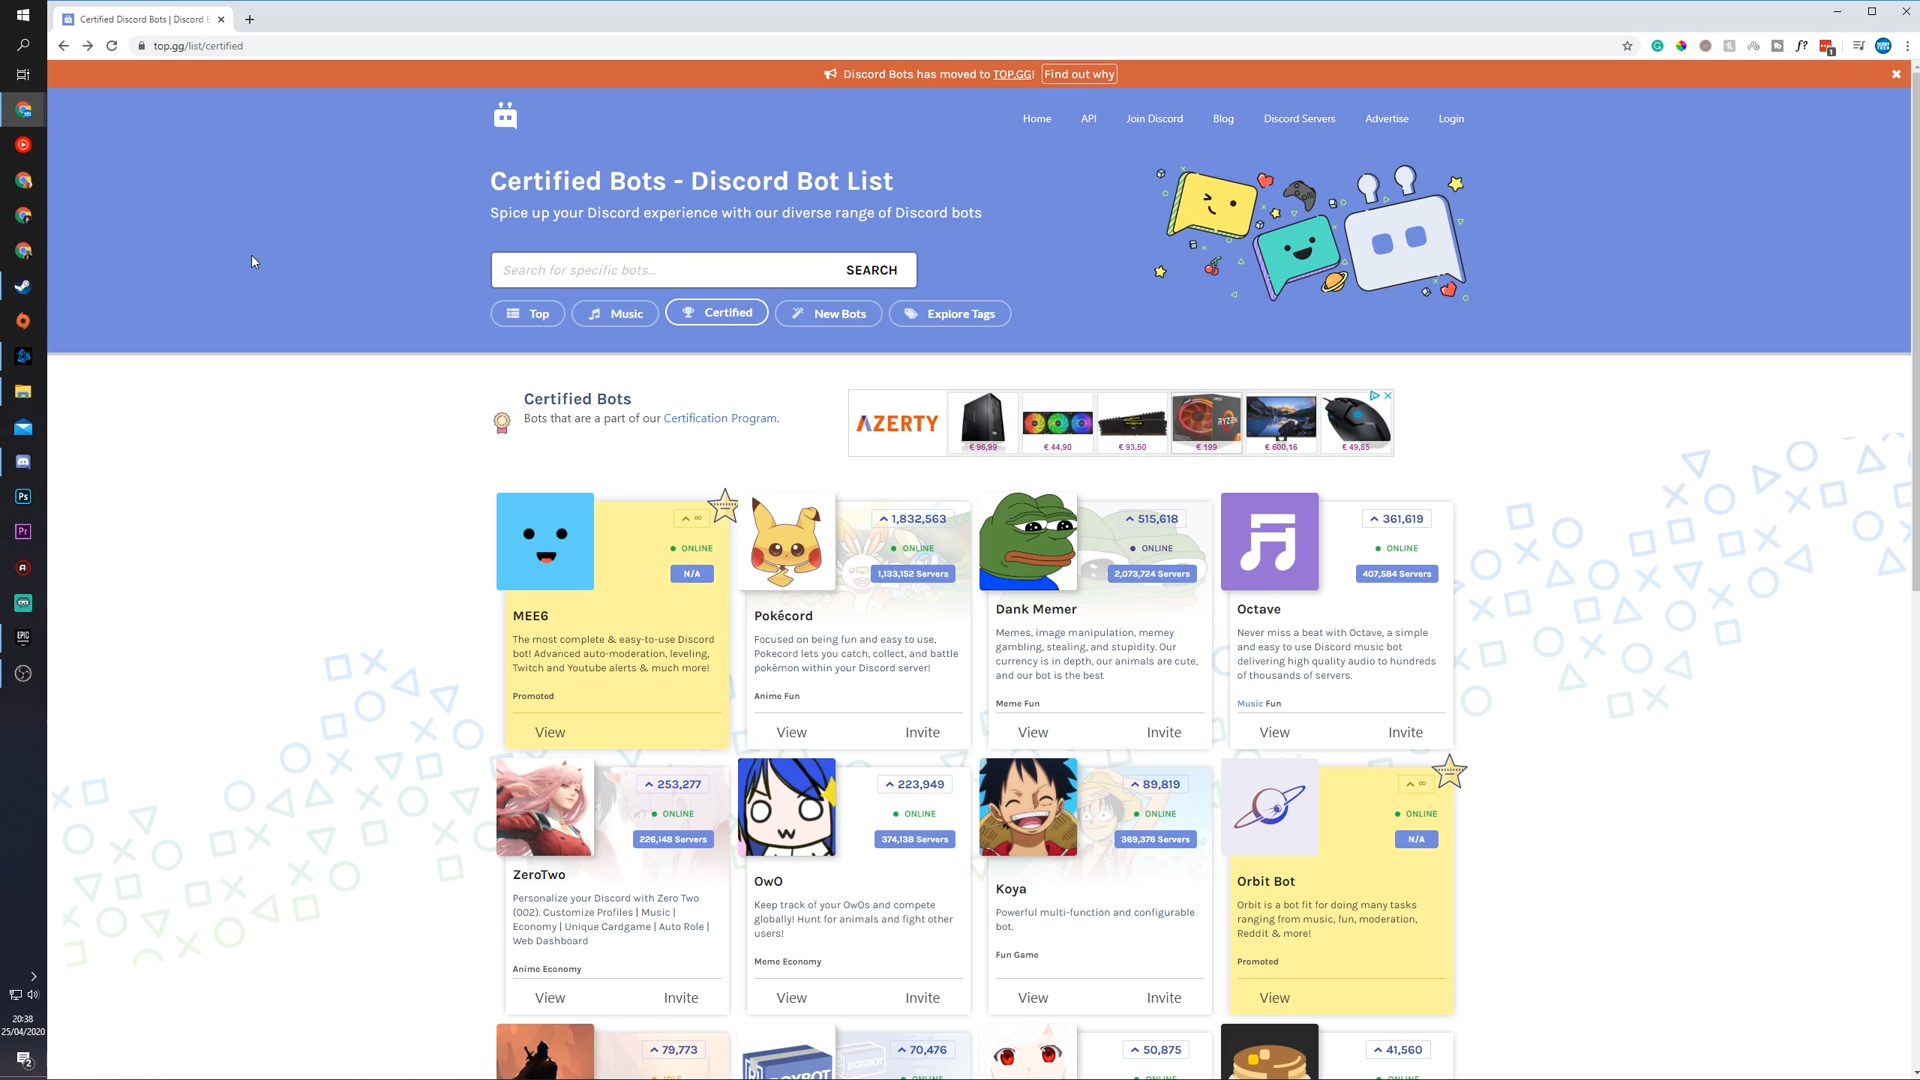 Certified Discord Bots | Discord B
top.gg/list/certified
Discord Bots has moved to TOP.GG! Find out why
Home API Join Discord Blog Discord Servers Advertise Login
Certified Bots - Discord Bot List
Spice up your Discord experience with our diverse range of Discord bots
Search for specific bots... SEARCH
Top Music Certified New Bots Explore Tags
Certified Bots
Bots that are a part of our Certification Program.
AZERTY
€ 96,99 € 44,90 € 93,50 € 199 € 600,16 € 49,85
∞
ONLINE
N/A
MEE6
The most complete & easy-to-use Discord
bot! Advanced auto-moderation, leveling,
Twitch and Youtube alerts & much more!
Promoted
View
1,832,563
ONLINE
1,133,152 Servers
Pokécord
Focused on being fun and easy to use,
Pokecord lets you catch, collect, and battle
pokémon within your Discord server!
Anime Fun
View Invite
515,618
ONLINE
2,073,724 Servers
Dank Memer
Memes, image manipulation, memey
gambling, stealing, and stupidity. Our
currency is in depth, our animals are cute,
and our bot is the best
Meme Fun
View Invite
361,619
ONLINE
407,584 Servers
Octave
Never miss a beat with Octave, a simple
and easy to use Discord music bot
delivering high quality audio to hundreds
of thousands of servers.
Music Fun
View Invite
253,277
ONLINE
226,148 Servers
ZeroTwo
Personalize your Discord with Zero Two
(002). Customize Profiles | Music |
Economy | Unique Cardgame | Auto Role |
Web Dashboard
Anime Economy
View Invite
223,949
ONLINE
374,138 Servers
OwO
Keep track of your OwOs and compete
globally! Hunt for animals and fight other
users!
Meme Economy
View Invite
89,819
ONLINE
369,376 Servers
Koya
Powerful multi-function and configurable
bot.
Fun Game
View Invite
∞
ONLINE
N/A
Orbit Bot
Orbit is a bot fit for doing many tasks
ranging from music, fun, moderation,
Reddit & more!
Promoted
View
79,773
70,476
BOXBOT
50,875
41,560
Ps
Pr
EPIC
20:38
25/04/2020
2